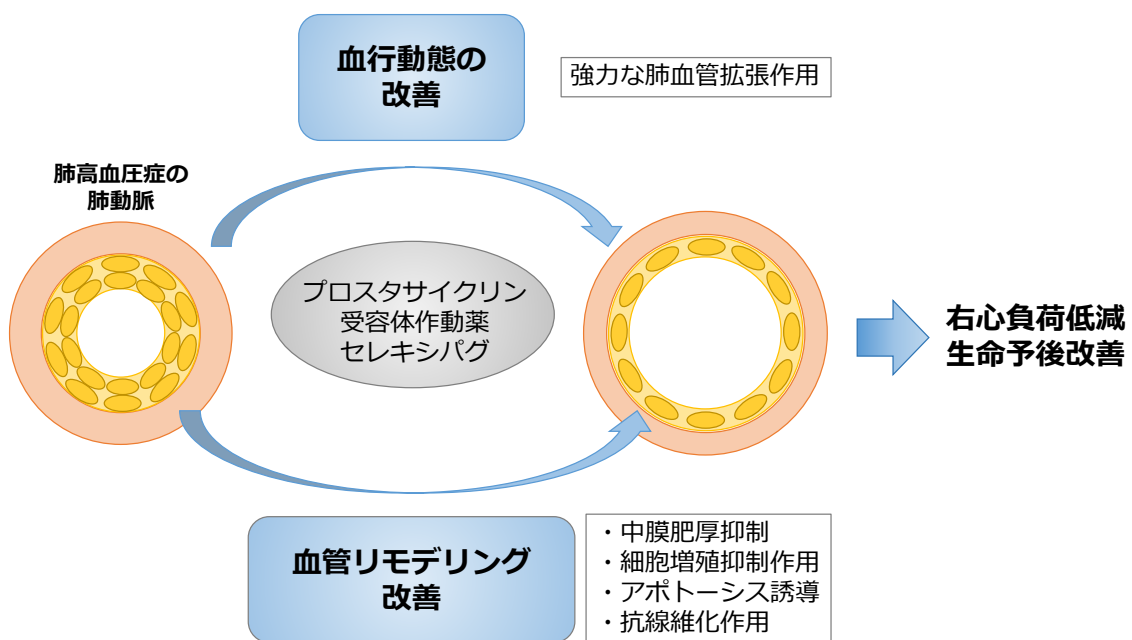 血行動態の
改善
強力な肺血管拡張作用
肺高血圧症の
肺動脈
プロスタサイクリン
受容体作動薬
セレキシパグ
右心負荷低減
生命予後改善
血管リモデリング
改善
・中膜肥厚抑制
・細胞増殖抑制作用
・アポトーシス誘導
・抗線維化作用